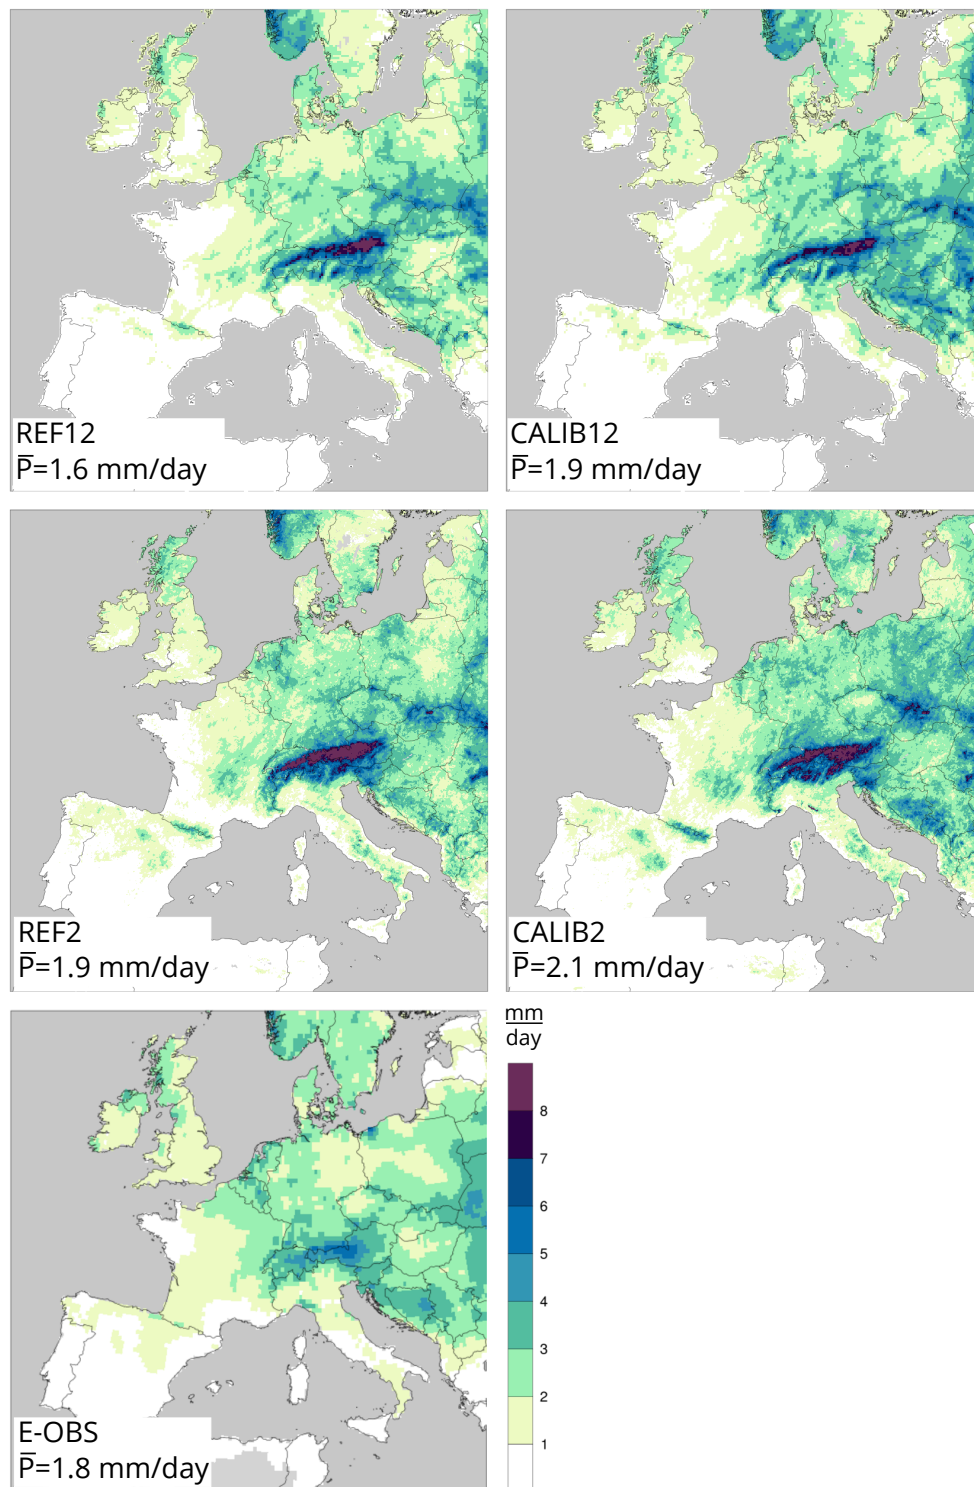 REF12
P̅=1.6 mm/day
CALIB12
P̅=1.9 mm/day
REF2
P̅=1.9 mm/day
CALIB2
P̅=2.1 mm/day
E-OBS
P̅=1.8 mm/day
mm
day
8
7
6
5
4
3
2
1